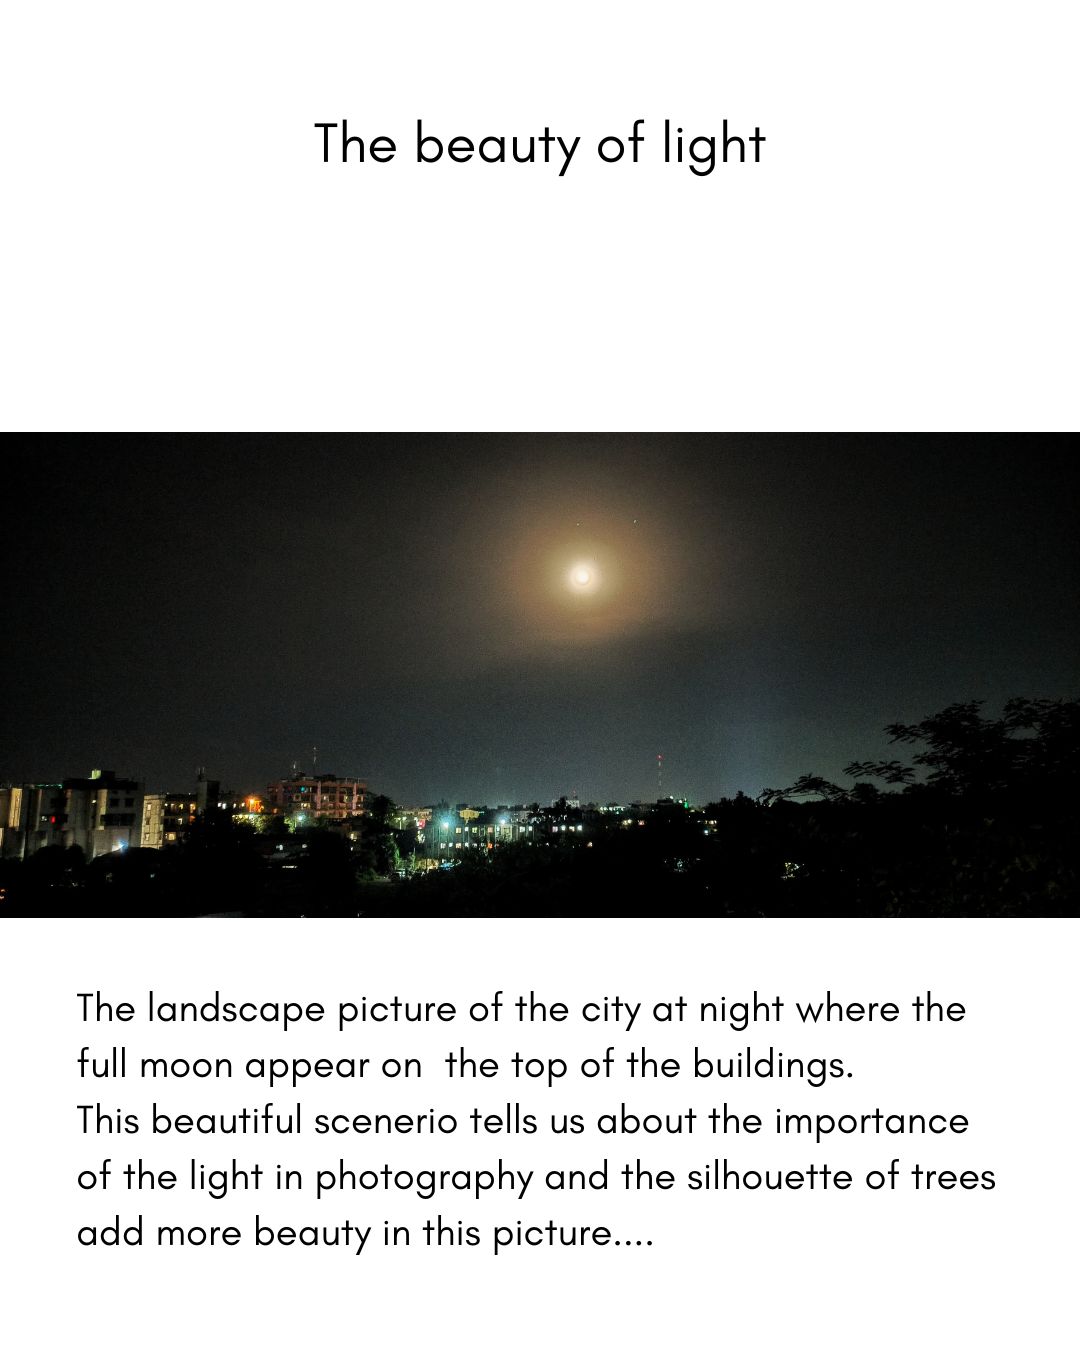 The beauty of light
The landscape picture of the city at night where the
full moon appear on  the top of the buildings.
This beautiful scenerio tells us about the importance
of the light in photography and the silhouette of trees
add more beauty in this picture....